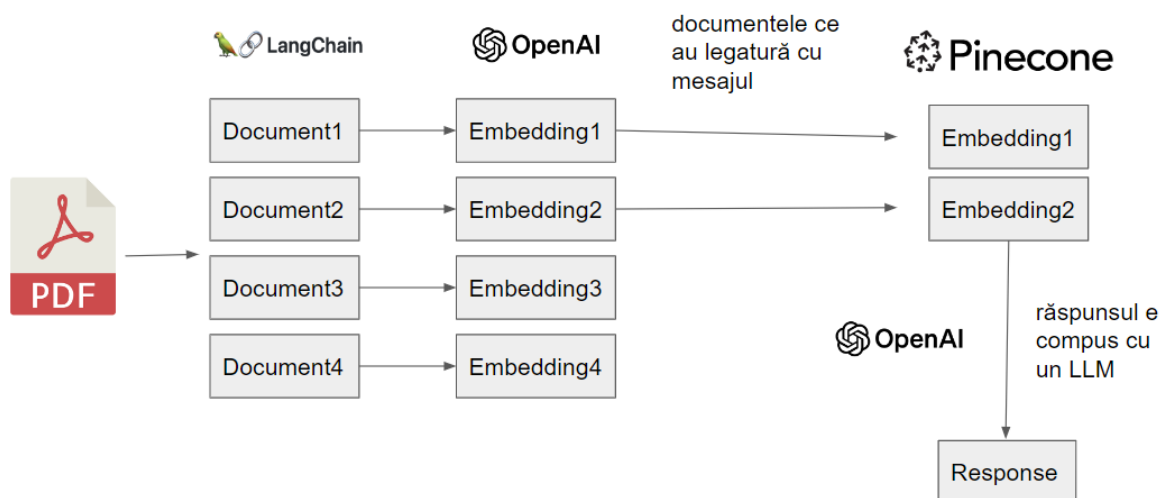 LangChain
OpenAI
documentele ce
au legatură cu
mesajul
Pinecone
Document1
Embedding1
Embedding1
Document2
Embedding2
Embedding2
PDF
Document3
Embedding3
Document4
Embedding4
OpenAI
răspunsul e
compus cu
un LLM
Response